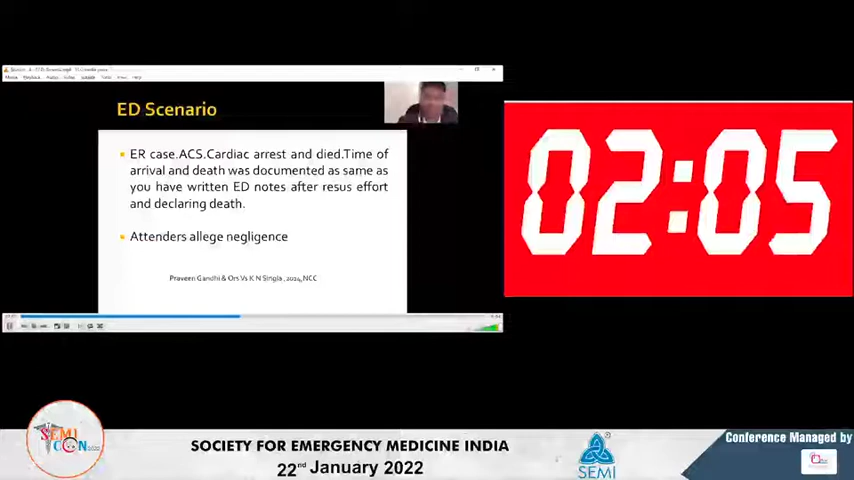 ED Scenario
ER case.ACS.Cardiac arrest and died.Time of
arrival and death was documented as same as
you have written ED notes after resus effort
and declaring death.
Attenders allege negligence
Praveen Gandhi & Ors Vs K N Singla
NCC
02:05
SEMI
CON
SOCIETY FOR EMERGENCY MEDICINE INDIA
22nd January 2022
SEMI
Conference Managed by